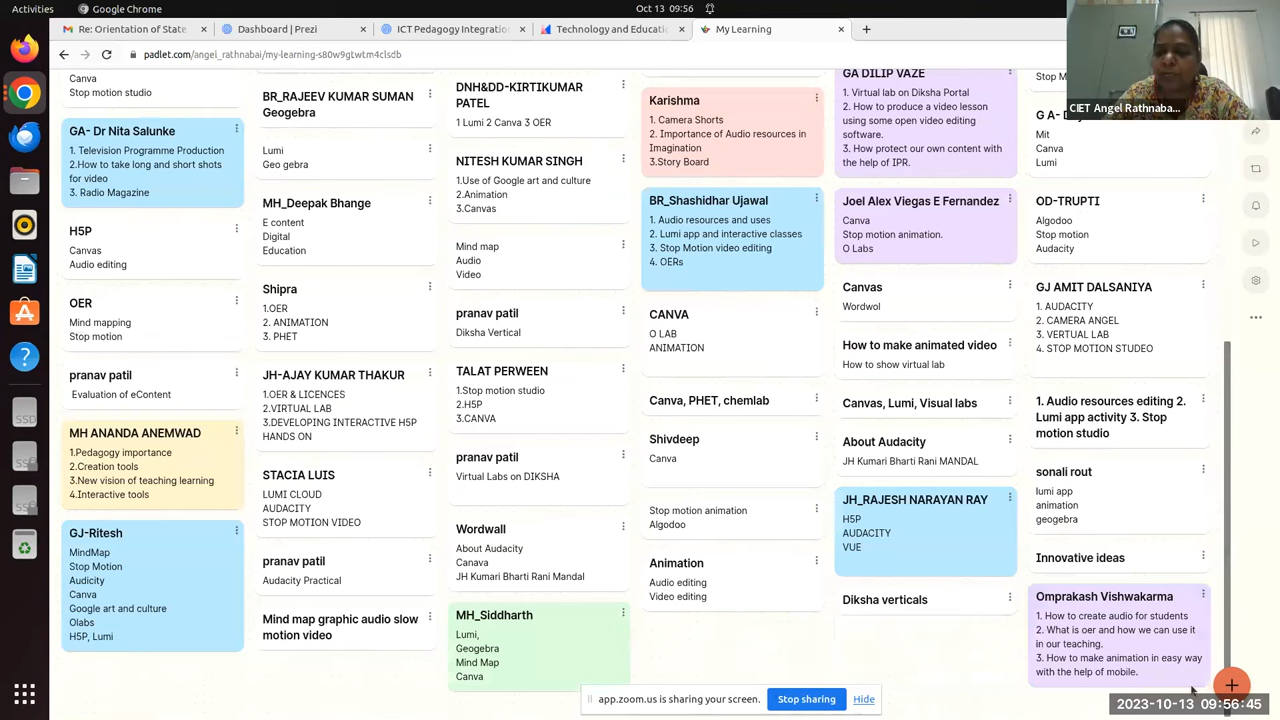 Activities
Google Chrome
Oct 13 09:56
Re: Orientation of State
Dashboard | Prezi
ICT Pedagogy Integratio
Technology and Educatio
My Learning
padlet.com/angel_rathnabai/my-learning-s80w9gtwtm4clsdb
CIET Angel Rathnaba...
Canva
Stop motion studio
GA- Dr Nita Salunke
1. Television Programme Production
2.How to take long and short shots
for video
3. Radio Magazine
H5P
Canvas
Audio editing
OER
Mind mapping
Stop motion
pranav patil
Evaluation of eContent
MH ANANDA ANEMWAD
1.Pedagogy importance
2.Creation tools
3.New vision of teaching learning
4.Interactive tools
GJ-Ritesh
MindMap
Stop Motion
Audicity
Canva
Google art and culture
Olabs
H5P, Lumi
BR_RAJEEV KUMAR SUMAN
Geogebra
Lumi
Geo gebra
MH_Deepak Bhange
E content
Digital
Education
Shipra
1.OER
2. ANIMATION
3. PHET
JH-AJAY KUMAR THAKUR
1.OER & LICENCES
2.VIRTUAL LAB
3.DEVELOPING INTERACTIVE H5P
HANDS ON
STACIA LUIS
LUMI CLOUD
AUDACITY
STOP MOTION VIDEO
pranav patil
Audacity Practical
Mind map graphic audio slow
motion video
DNH&DD-KIRTIKUMAR
PATEL
1 Lumi 2 Canva 3 OER
NITESH KUMAR SINGH
1.Use of Google art and culture
2.Animation
3.Canvas
Mind map
Audio
Video
pranav patil
Diksha Vertical
TALAT PERWEEN
1.Stop motion studio
2.H5P
3.CANVA
pranav patil
Virtual Labs on DIKSHA
Wordwall
About Audacity
Canava
JH Kumari Bharti Rani Mandal
MH_Siddharth
Lumi,
Geogebra
Mind Map
Canva
Karishma
1. Camera Shorts
2. Importance of Audio resources in
Imagination
3.Story Board
BR_Shashidhar Ujawal
1. Audio resources and uses
2. Lumi app and interactive classes
3. Stop Motion video editing
4. OERs
CANVA
O LAB
ANIMATION
Canva, PHET, chemlab
Shivdeep
Canva
Stop motion animation
Algodoo
Animation
Audio editing
Video editing
GA DILIP VAZE
1. Virtual lab on Diksha Portal
2. How to produce a video lesson
using some open video editing
software.
3. How protect our own content with
the help of IPR.
Joel Alex Viegas E Fernandez
Canva
Stop motion animation.
O Labs
Canvas
Wordwol
How to make animated video
How to show virtual lab
Canvas, Lumi, Visual labs
About Audacity
JH Kumari Bharti Rani MANDAL
JH_RAJESH NARAYAN RAY
H5P
AUDACITY
VUE
Diksha verticals
Stop M
G A- D
Mit
Canva
Lumi
OD-TRUPTI
Algodoo
Stop motion
Audacity
GJ AMIT DALSANIYA
1. AUDACITY
2. CAMERA ANGEL
3. VERTUAL LAB
4. STOP MOTION STUDEO
1. Audio resources editing 2.
Lumi app activity 3. Stop
motion studio
sonali rout
lumi app
animation
geogebra
Innovative ideas
Omprakash Vishwakarma
1. How to create audio for students
2. What is oer and how we can use it
in our teaching.
3. How to make animation in easy way
with the help of mobile.
app.zoom.us is sharing your screen.
Stop sharing
Hide
2023-10-13 09:56:45